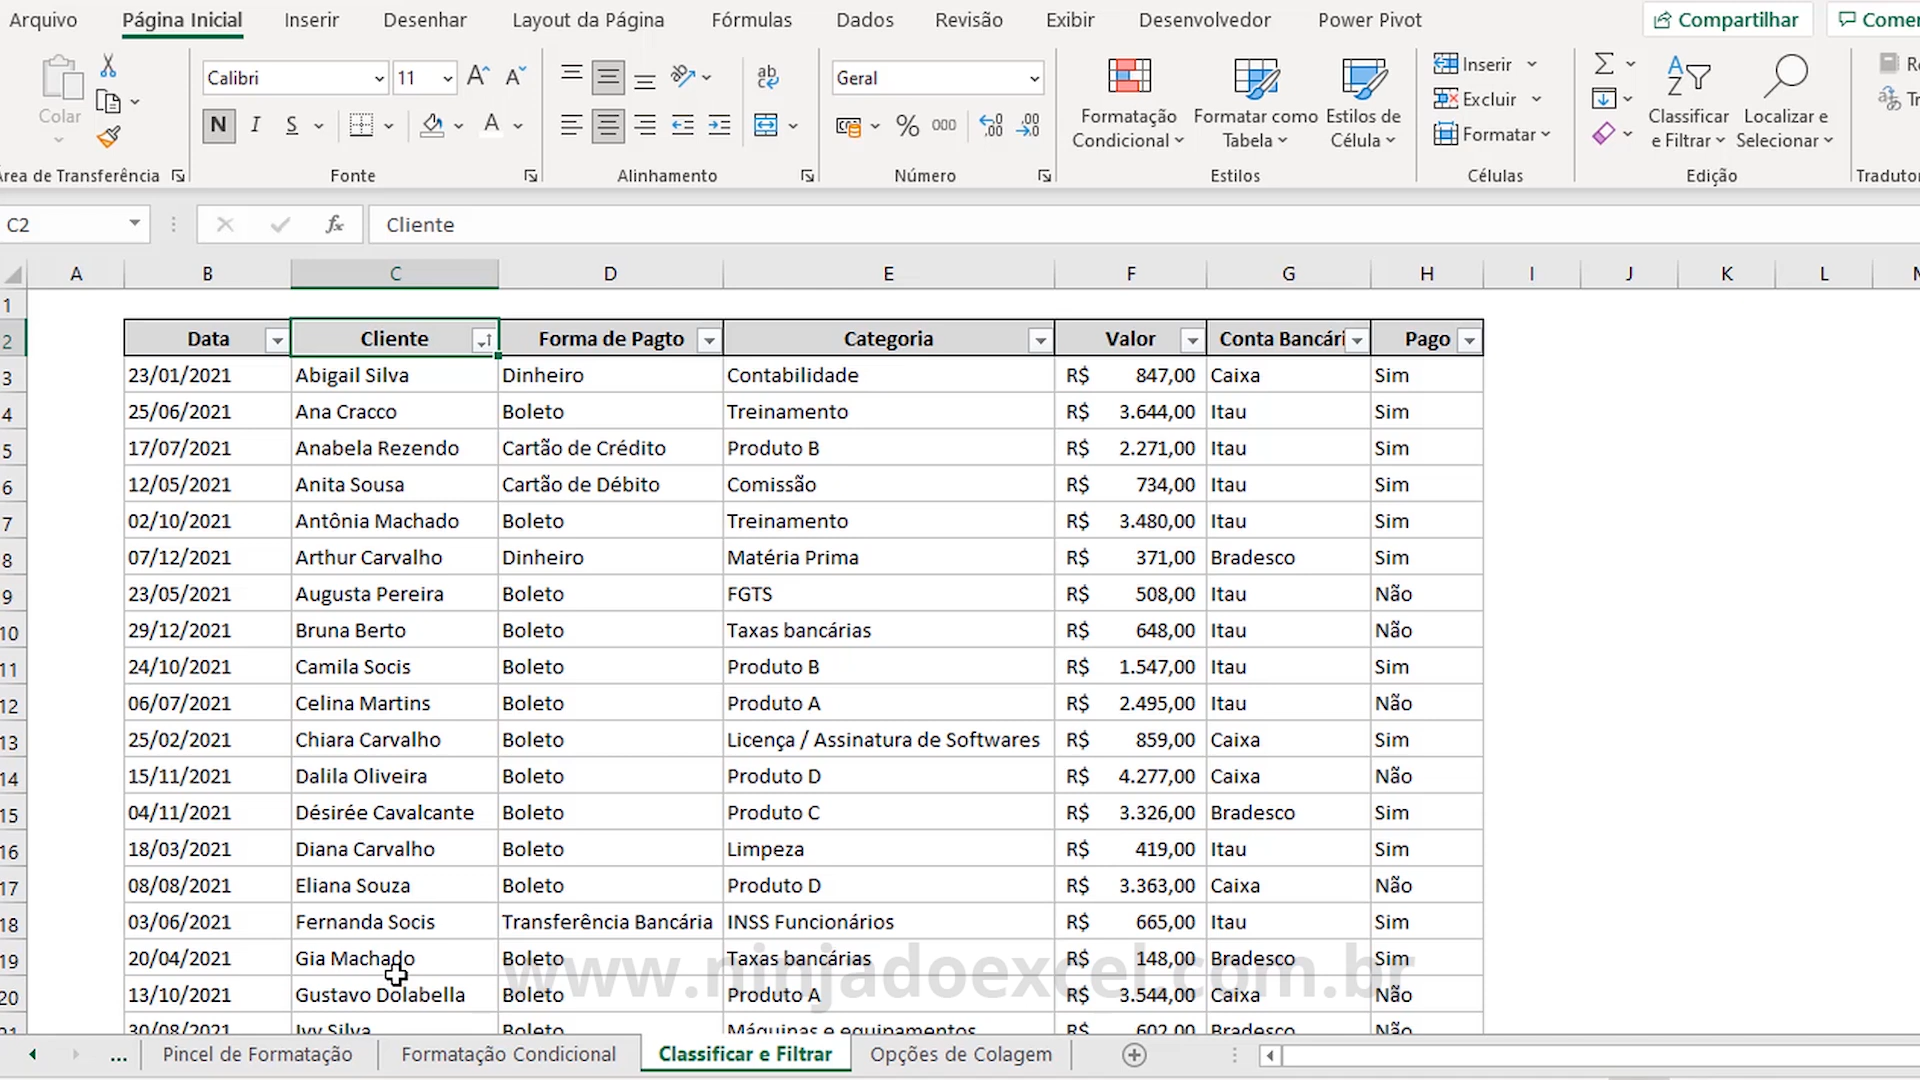 Arquivo Página Inicial Inserir Desenhar Layout da Página Fórmulas Dados Revisão Exibir Desenvolvedor Power Pivot Compartilhar
Calibri 11 Geral Inserir
Colar N I S A % 000 Excluir
Formatação Condicional Formatar como Tabela Estilos de Célula Formatar Classificar e Filtrar Localizar e Selecionar
Fonte Alinhamento Número Estilos Células Edição
C2 fx Cliente
A B C D E F G H I J K L
1
2 Data Cliente Forma de Pagto Categoria Valor Conta Bancári Pago
3 23/01/2021 Abigail Silva Dinheiro Contabilidade R$ 847,00 Caixa Sim
4 25/06/2021 Ana Cracco Boleto Treinamento R$ 3.644,00 Itau Sim
5 17/07/2021 Anabela Rezendo Cartão de Crédito Produto B R$ 2.271,00 Itau Sim
6 12/05/2021 Anita Sousa Cartão de Débito Comissão R$ 734,00 Itau Sim
7 02/10/2021 Antônia Machado Boleto Treinamento R$ 3.480,00 Itau Sim
8 07/12/2021 Arthur Carvalho Dinheiro Matéria Prima R$ 371,00 Bradesco Sim
9 23/05/2021 Augusta Pereira Boleto FGTS R$ 508,00 Itau Não
10 29/12/2021 Bruna Berto Boleto Taxas bancárias R$ 648,00 Itau Não
11 24/10/2021 Camila Socis Boleto Produto B R$ 1.547,00 Itau Sim
12 06/07/2021 Celina Martins Boleto Produto A R$ 2.495,00 Itau Não
13 25/02/2021 Chiara Carvalho Boleto Licença / Assinatura de Softwares R$ 859,00 Caixa Sim
14 15/11/2021 Dalila Oliveira Boleto Produto D R$ 4.277,00 Caixa Não
15 04/11/2021 Désirée Cavalcante Boleto Produto C R$ 3.326,00 Bradesco Sim
16 18/03/2021 Diana Carvalho Boleto Limpeza R$ 419,00 Itau Sim
17 08/08/2021 Eliana Souza Boleto Produto D R$ 3.363,00 Caixa Não
18 03/06/2021 Fernanda Socis Transferência Bancária INSS Funcionários R$ 665,00 Itau Sim
19 20/04/2021 Gia Machado Boleto Taxas bancárias R$ 148,00 Bradesco Sim
www.ninjadoexcel.com.br
20 13/10/2021 Gustavo Dolabella Boleto Produto A R$ 3.544,00 Caixa Não
30/08/2021 Ivy Silva Boleto Máquinas e equipamentos R$ 602,00 Bradesco Não
... Pincel de Formatação Formatação Condicional Classificar e Filtrar Opções de Colagem